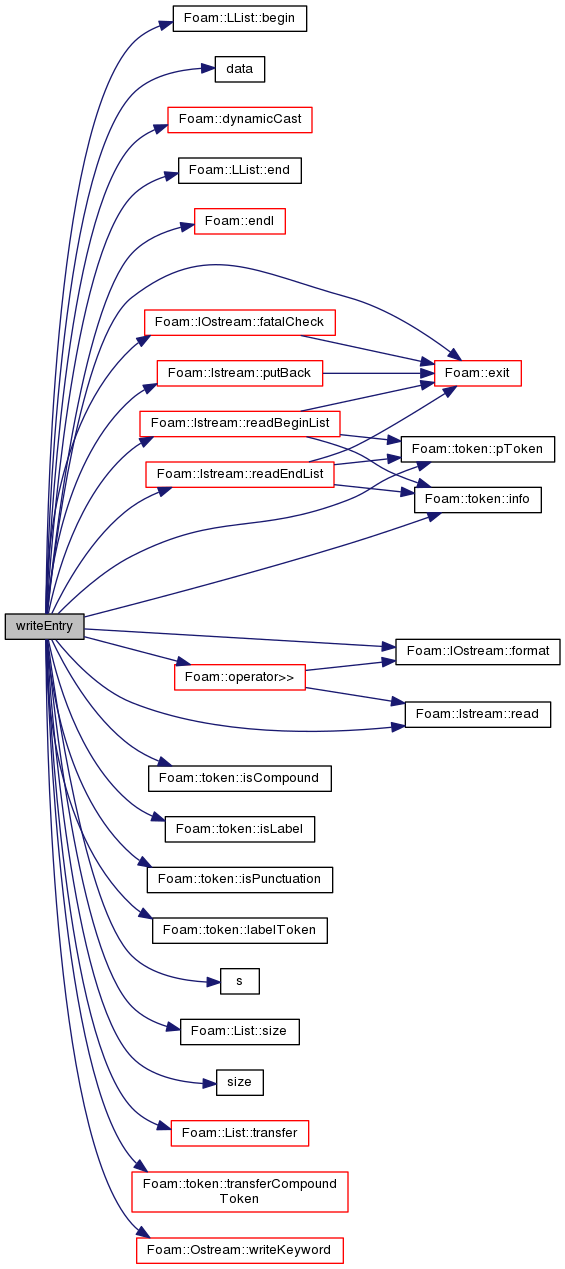 Foam::LList::begin
data
Foam::dynamicCast
Foam::LList::end
Foam::endl
Foam::IOstream::fatalCheck
Foam::Istream::putBack
Foam::exit
Foam::Istream::readBeginList
Foam::token::pToken
Foam::Istream::readEndList
Foam::token::info
writeEntry
Foam::IOstream::format
Foam::operator>>
Foam::Istream::read
Foam::token::isCompound
Foam::token::isLabel
Foam::token::isPunctuation
Foam::token::labelToken
s
Foam::List::size
size
Foam::List::transfer
Foam::token::transferCompound
Token
Foam::Ostream::writeKeyword